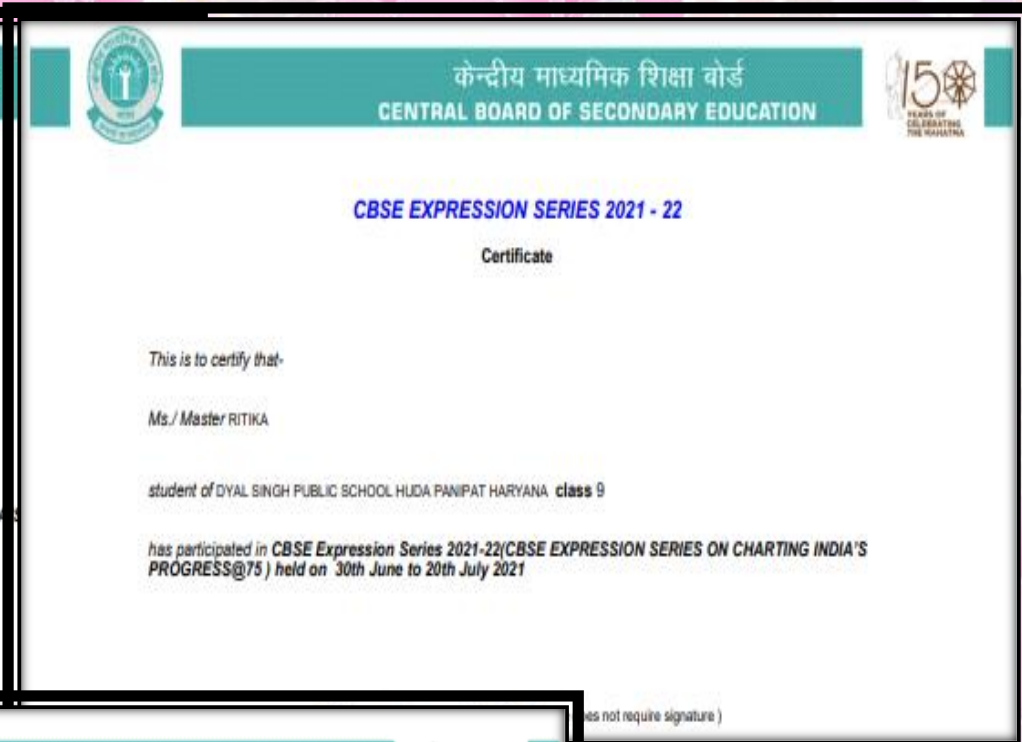 केन्द्रीय माध्यमिक शिक्षा बोर्ड
CENTRAL BOARD OF SECONDARY EDUCATION
150
YEARS OF
CELEBRATING
THE MAHATMA
CBSE EXPRESSION SERIES 2021 - 22
Certificate
This is to certify that-
Ms./ Master RITIKA
student of DYAL SINGH PUBLIC SCHOOL HUDA PANIPAT HARYANA class 9
has participated in CBSE Expression Series 2021-22(CBSE EXPRESSION SERIES ON CHARTING INDIA'S
PROGRESS@75 ) held on 30th June to 20th July 2021
not require signature )